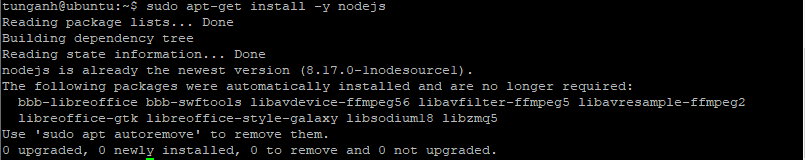 tunganh@ubuntu:~$ sudo apt-get install -y nodejs
Reading package lists... Done
Building dependency tree
Reading state information... Done
nodejs is already the newest version (8.17.0-1nodesource1).
The following packages were automatically installed and are no longer required:
  bbb-libreoffice bbb-swftools libavdevice-ffmpeg56 libavfilter-ffmpeg5 libavresample-ffmpeg2
  libreoffice-gtk libreoffice-style-galaxy libsodium18 libzmq5
Use 'sudo apt autoremove' to remove them.
0 upgraded, 0 newly installed, 0 to remove and 0 not upgraded.